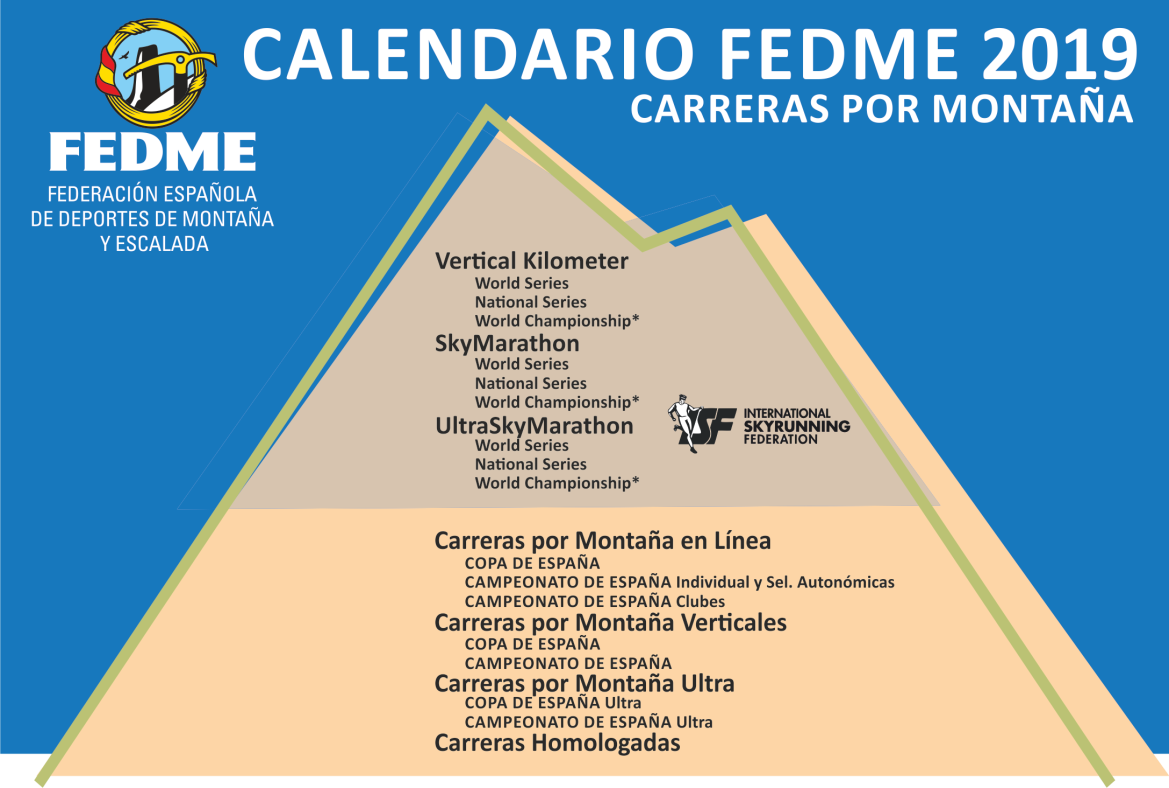 CALENDARIO FEDME 2019
CARRERAS POR MONTAÑA
FEDME
FEDERACIÓN ESPAÑOLA
DE DEPORTES DE MONTAÑA
Y ESCALADA
Vertical Kilometer
World Series
National Series
World Championship*
SkyMarathon
World Series
National Series
World Championship*
UltraSkyMarathon
World Series
National Series
World Championship*
ISF
INTERNATIONAL
SKYRUNNING
FEDERATION
Carreras por Montaña en Línea
COPA DE ESPAÑA
CAMPEONATO DE ESPAÑA Individual y Sel. Autonómicas
CAMPEONATO DE ESPAÑA Clubes
Carreras por Montaña Verticales
COPA DE ESPAÑA
CAMPEONATO DE ESPAÑA
Carreras por Montaña Ultra
COPA DE ESPAÑA Ultra
CAMPEONATO DE ESPAÑA Ultra
Carreras Homologadas